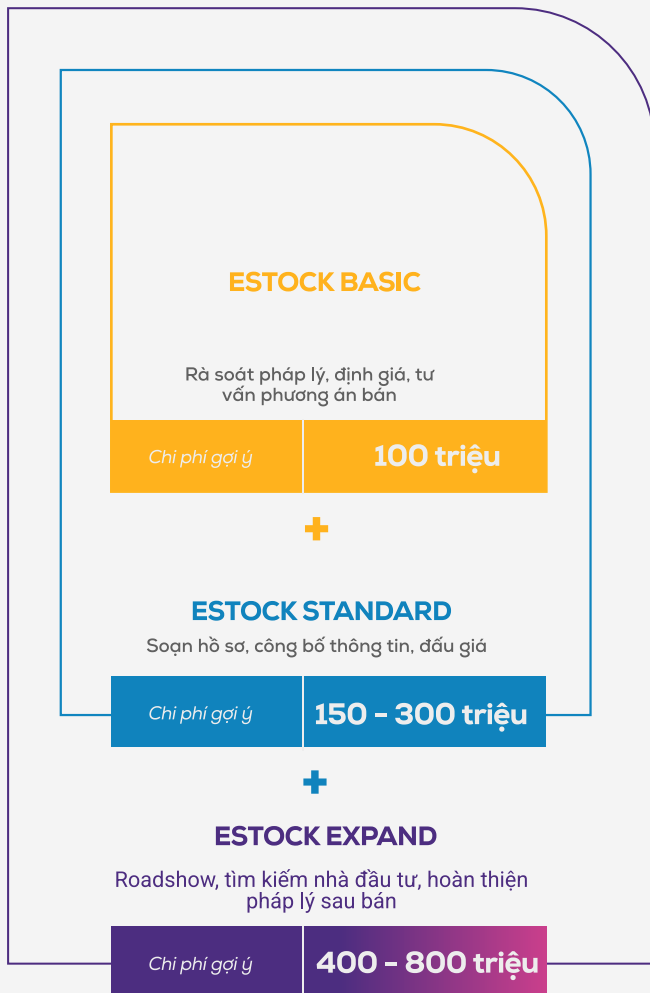 ESTOCK BASIC
Rà soát pháp lý, định giá, tư
vấn phương án bán
Chi phí gợi ý
100 triệu
+
ESTOCK STANDARD
Soạn hồ sơ, công bố thông tin, đấu giá
Chi phí gợi ý
150 - 300 triệu
+
ESTOCK EXPAND
Roadshow, tìm kiếm nhà đầu tư, hoàn thiện
pháp lý sau bán
Chi phí gợi ý
400 - 800 triệu